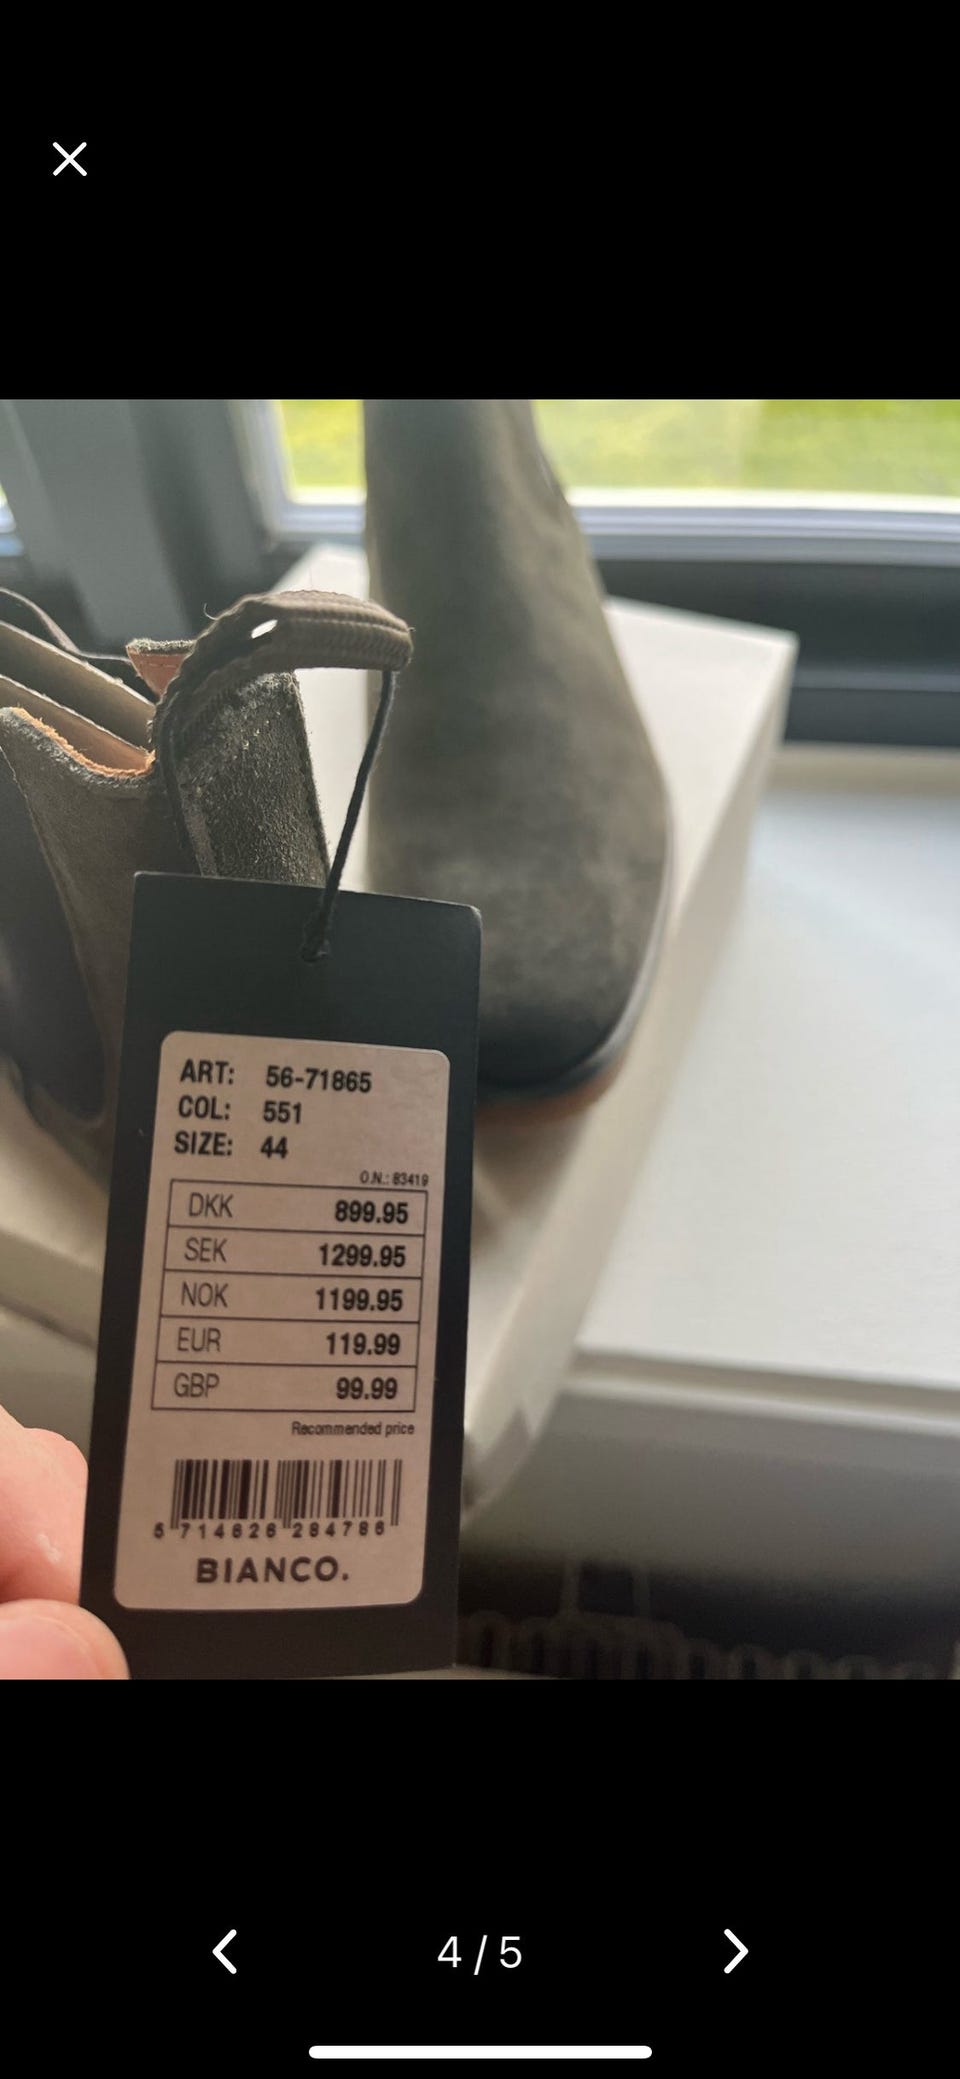 ART: 56-71865
COL: 551
SIZE: 44
O.N.: 83419
DKK 899.95
SEK 1299.95
NOK 1199.95
EUR 119.99
GBP 99.99
Recommended price
5 714626 284786
BIANCO.
4 / 5